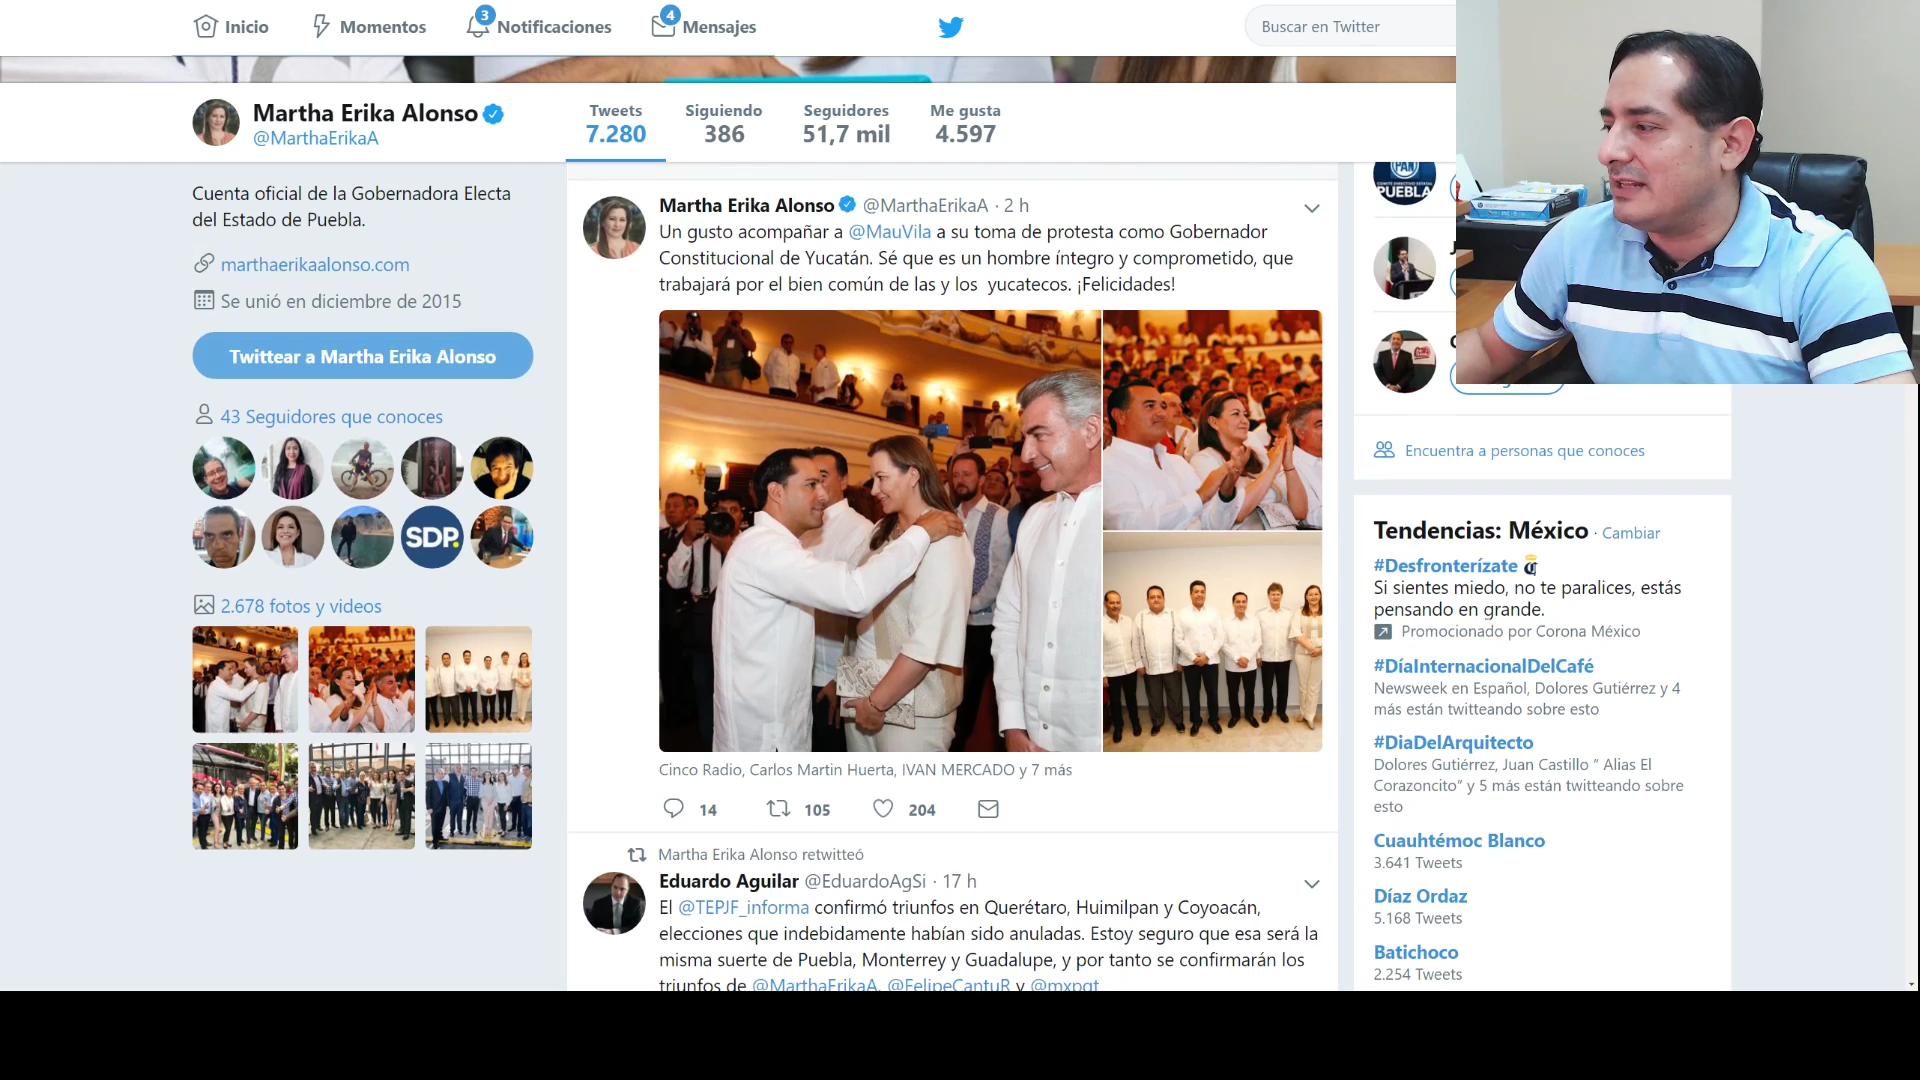 Inicio
Momentos
3
Notificaciones
4
Mensajes
Buscar en Twitter
Martha Erika Alonso
@MarthaErikaA
Tweets
7.280
Siguiendo
386
Seguidores
51,7 mil
Me gusta
4.597
Cuenta oficial de la Gobernadora Electa
del Estado de Puebla.
marthaerikaalonso.com
Se unió en diciembre de 2015
Twittear a Martha Erika Alonso
43 Seguidores que conoces
SDP
2.678 fotos y videos
Martha Erika Alonso @MarthaErikaA · 2 h
Un gusto acompañar a @MauVila a su toma de protesta como Gobernador
Constitucional de Yucatán. Sé que es un hombre íntegro y comprometido, que
trabajará por el bien común de las y los yucatecos. ¡Felicidades!
Cinco Radio, Carlos Martin Huerta, IVAN MERCADO y 7 más
14
105
204
Martha Erika Alonso retwitteó
Eduardo Aguilar @EduardoAgSi · 17 h
El @TEPJF_informa confirmó triunfos en Querétaro, Huimilpan y Coyoacán,
elecciones que indebidamente habían sido anuladas. Estoy seguro que esa será la
misma suerte de Puebla, Monterrey y Guadalupe, y por tanto se confirmarán los
triunfos de @MarthaErikaA, @FelipeCantuR y @mxpqt
PAN
PUEBLA
Encuentra a personas que conoces
Tendencias: México · Cambiar
#Desfronterízate
Si sientes miedo, no te paralices, estás
pensando en grande.
Promocionado por Corona México
#DíaInternacionalDelCafé
Newsweek en Español, Dolores Gutiérrez y 4
más están twitteando sobre esto
#DiaDelArquitecto
Dolores Gutiérrez, Juan Castillo " Alias El
Corazoncito" y 5 más están twitteando sobre
esto
Cuauhtémoc Blanco
3.641 Tweets
Díaz Ordaz
5.168 Tweets
Batichoco
2.254 Tweets